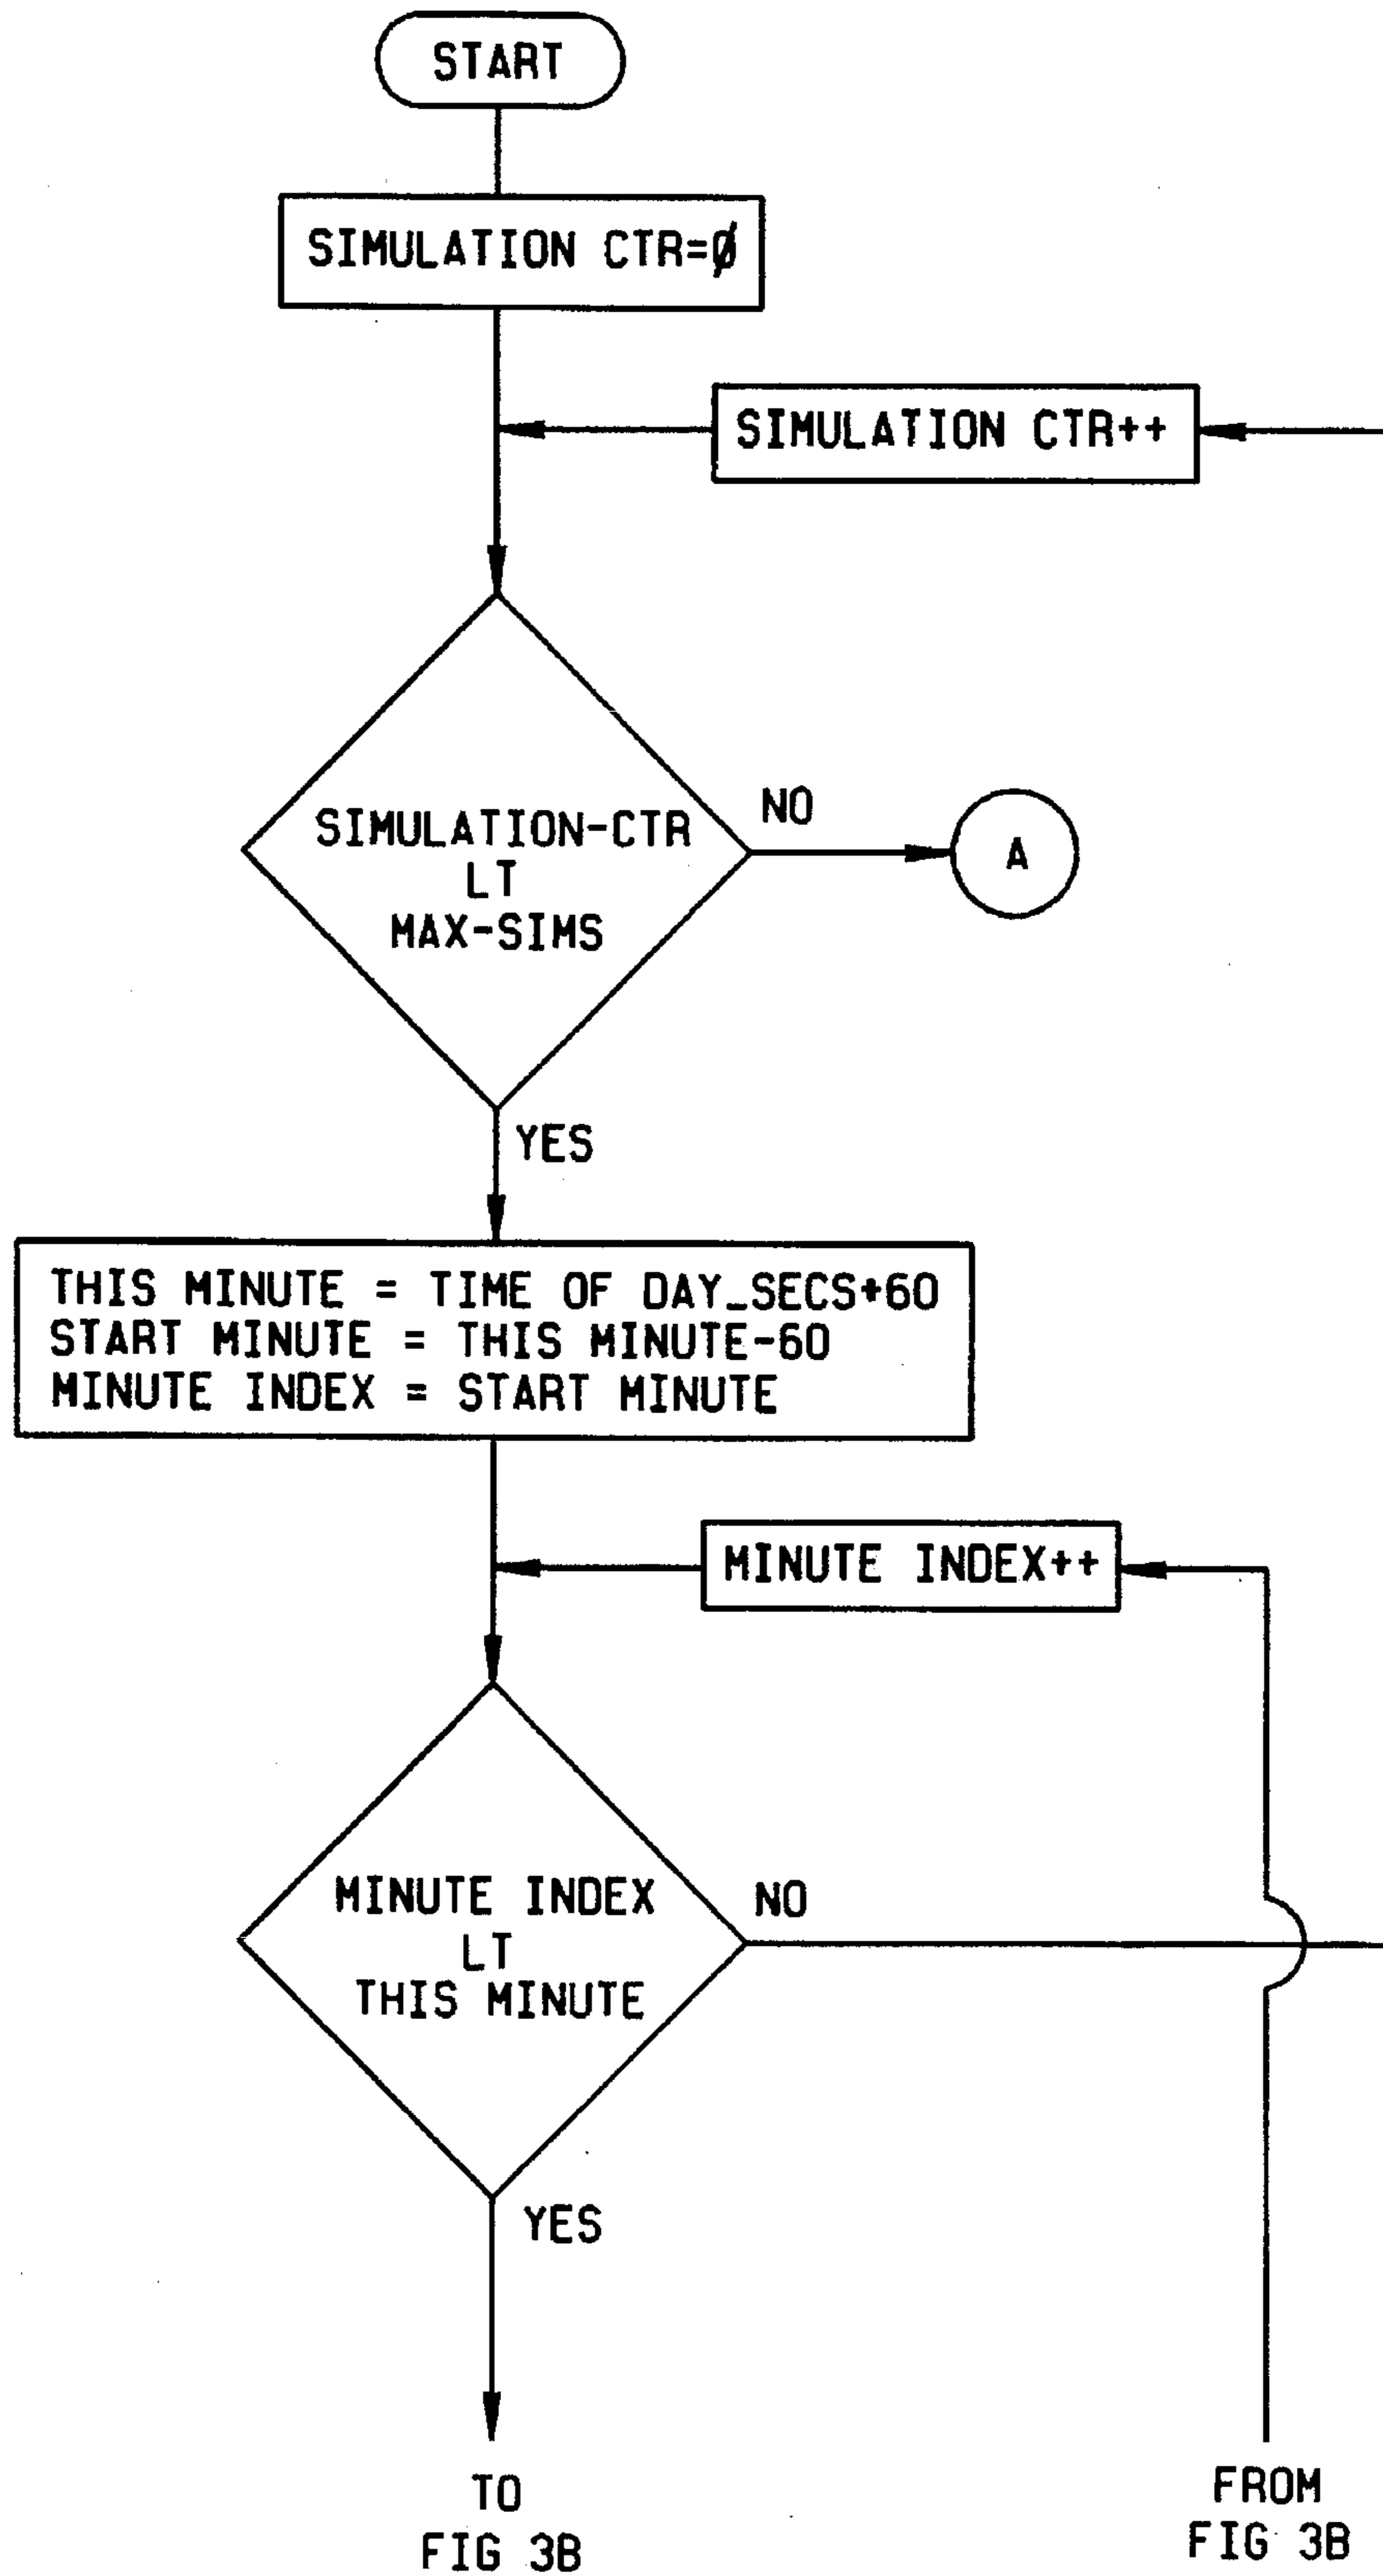 START
SIMULATION CTR=Ø
SIMULATION CTR++
SIMULATION-CTR
LT
MAX-SIMS
NO
A
YES
THIS MINUTE = TIME OF DAY_SECS+60
START MINUTE = THIS MINUTE-60
MINUTE INDEX = START MINUTE
MINUTE INDEX++
MINUTE INDEX
LT
THIS MINUTE
NO
YES
TO
FIG 3B
FROM
FIG 3B